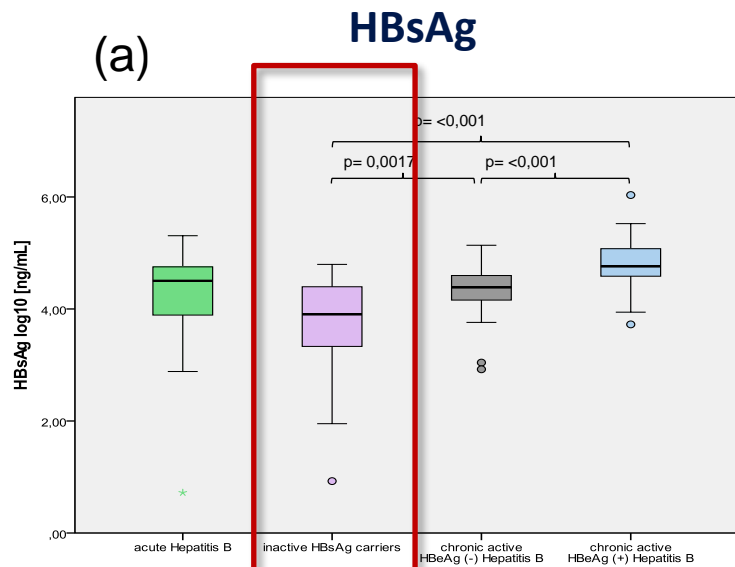 HBsAg
(a)
p= <0,001
p= 0,0017
p= <0,001
6,00
4,00
2,00
,00
HBsAg log10 [ng/mL]
acute Hepatitis B
inactive HBsAg carriers
chronic active
HBeAg (-) Hepatitis B
chronic active
HBeAg (+) Hepatitis B